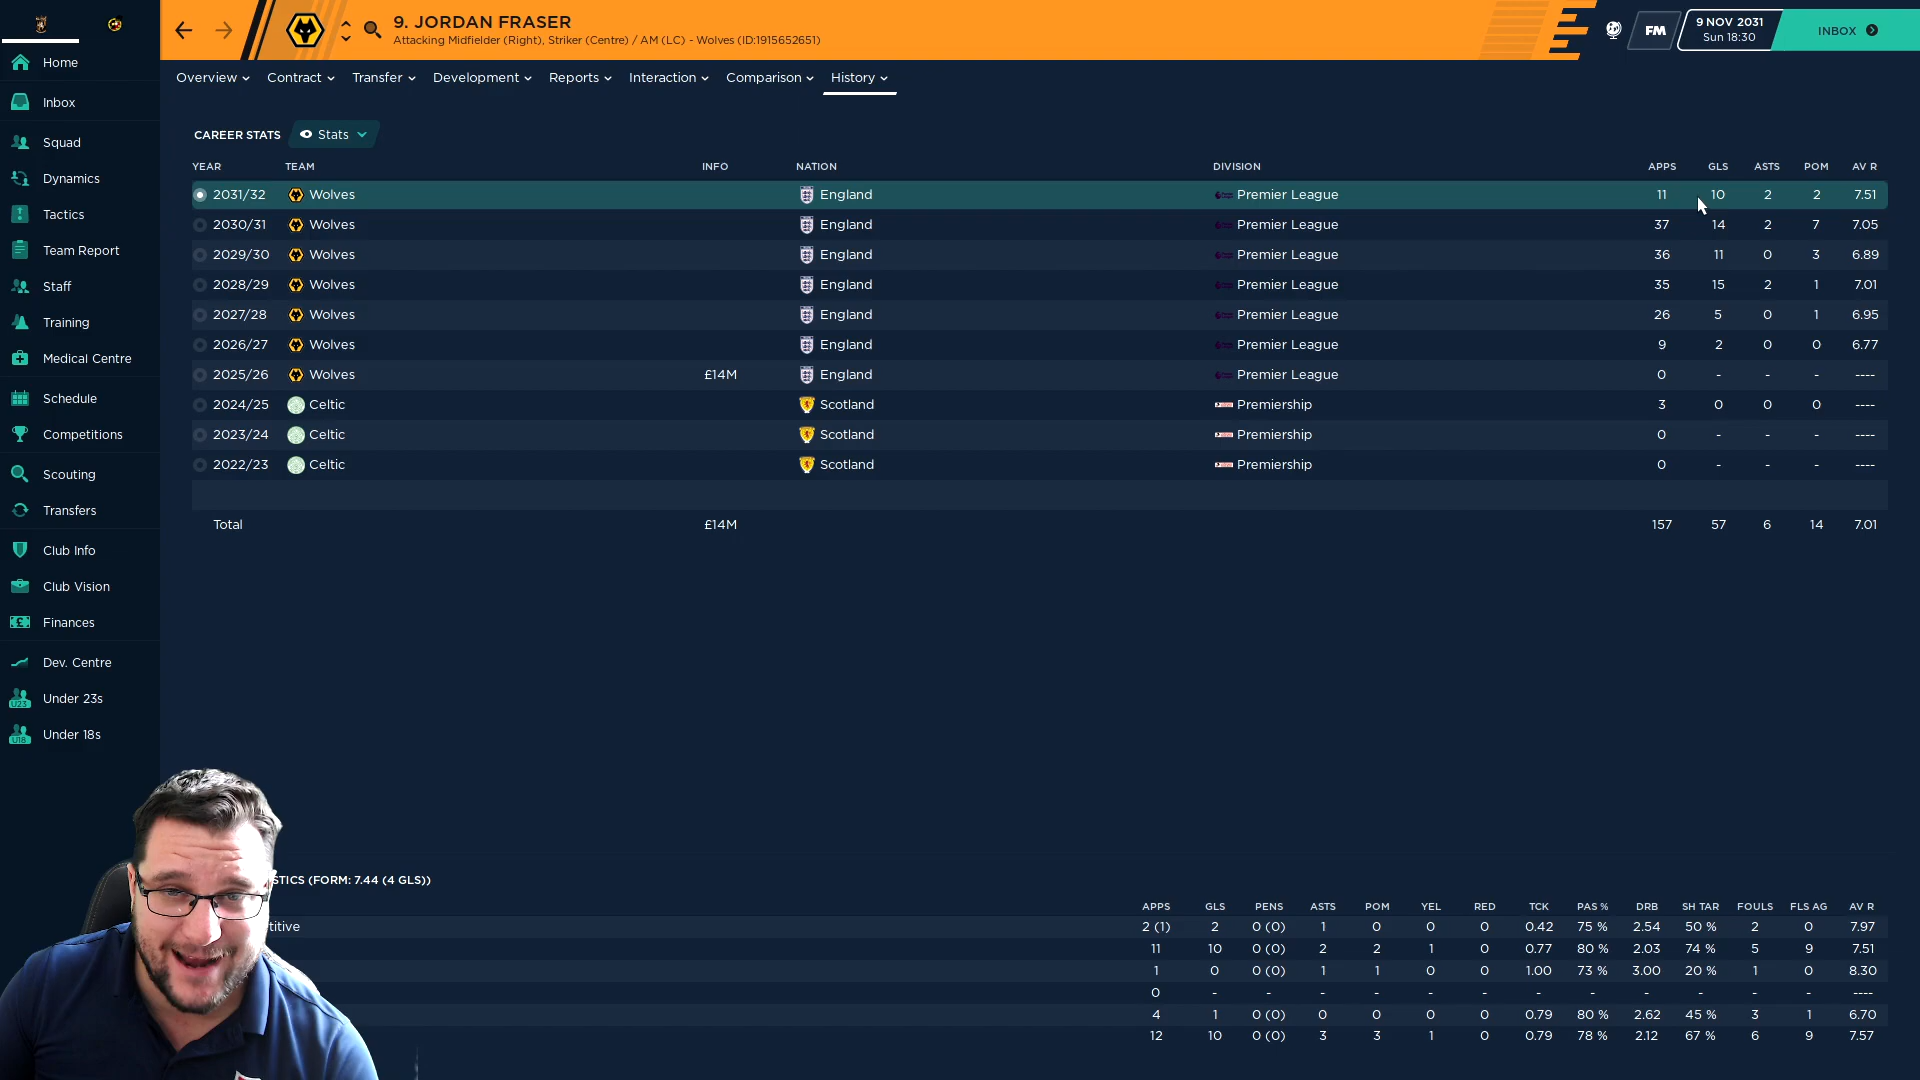 9. JORDAN FRASER
Attacking Midfielder (Right), Striker (Centre) / AM (LC) - Wolves (ID:1915652651)
FM
9 NOV 2031
Sun 18:30
INBOX
Home
Inbox
Squad
Dynamics
Tactics
Team Report
Staff
Training
Medical Centre
Schedule
Competitions
Scouting
Transfers
Club Info
Club Vision
Finances
Dev. Centre
Under 23s
Under 18s
Overview Contract Transfer Development Reports Interaction Comparison History
CAREER STATS Stats
YEAR TEAM INFO NATION DIVISION APPS GLS ASTS POM AV R
2031/32 Wolves England Premier League 11 10 2 2 7.51
2030/31 Wolves England Premier League 37 14 2 7 7.05
2029/30 Wolves England Premier League 36 11 0 3 6.89
2028/29 Wolves England Premier League 35 15 2 1 7.01
2027/28 Wolves England Premier League 26 5 0 1 6.95
2026/27 Wolves England Premier League 9 2 0 0 6.77
2025/26 Wolves £14M England Premier League 0 - - - ----
2024/25 Celtic Scotland Premiership 3 0 0 0 ----
2023/24 Celtic Scotland Premiership 0 - - - ----
2022/23 Celtic Scotland Premiership 0 - - - ----
Total £14M 157 57 6 14 7.01
STICS (FORM: 7.44 (4 GLS))
APPS GLS PENS ASTS POM YEL RED TCK PAS % DRB SH TAR FOULS FLS AG AV R
titive 2 (1) 2 0 (0) 1 0 0 0 0.42 75 % 2.54 50 % 2 0 7.97
11 10 0 (0) 2 2 1 0 0.77 80 % 2.03 74 % 5 9 7.51
1 0 0 (0) 1 1 0 0 1.00 73 % 3.00 20 % 1 0 8.30
0 - - - - - - - - - - - - ----
4 1 0 (0) 0 0 0 0 0.79 80 % 2.62 45 % 3 1 6.70
12 10 0 (0) 3 3 1 0 0.79 78 % 2.12 67 % 6 9 7.57